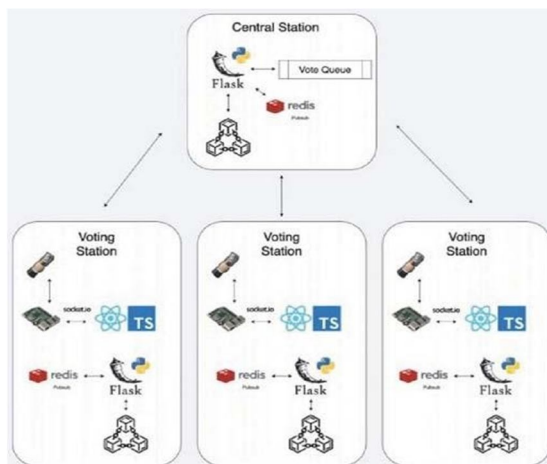 Central Station
Flask
Vote Queue
redis
Pubsub
Voting
Station
socket.io
TS
redis
Pubsub
Flask
Voting
Station
socket.io
TS
redis
Pubsub
Flask
Voting
Station
socket.io
TS
redis
Pubsub
Flask